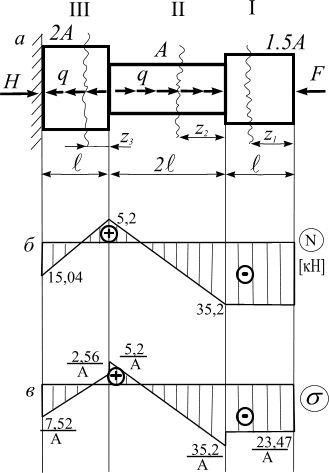 III II I
a 2A A 1.5A
H q q F
z₃ z₂ z₁
ℓ 2ℓ ℓ
5,2
б N
[кН]
15,04 35,2
2,56/A 5,2/A
в σ
7,52/A 35,2/A 23,47/A